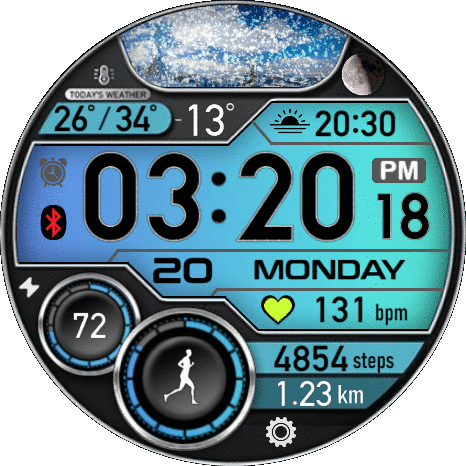 TODAY'S WEATHER
26°/34°
-13°
20:30
03:20
PM
18
20 MONDAY
131 bpm
72
4854 steps
1.23 km